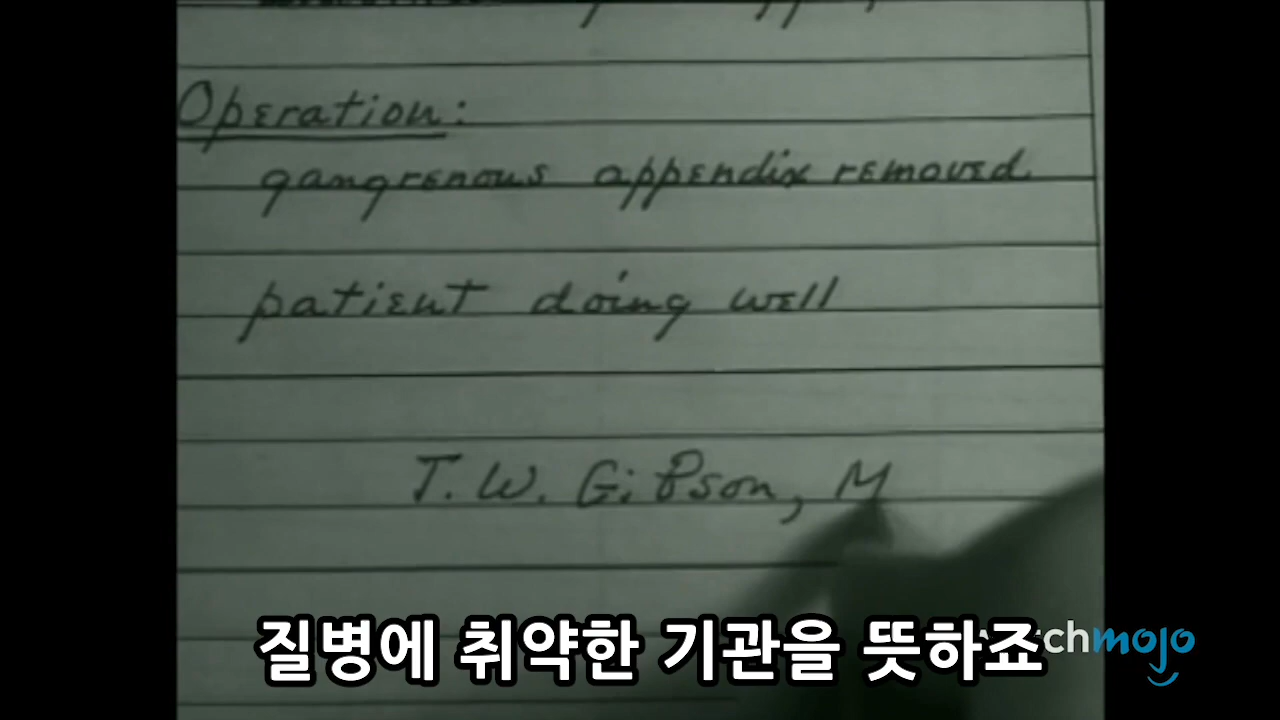 Operation:
gangrenous appendix removed
patient doing well
T. W. Gibson, M
질병에 취약한 기관을 뜻하죠
chmojo